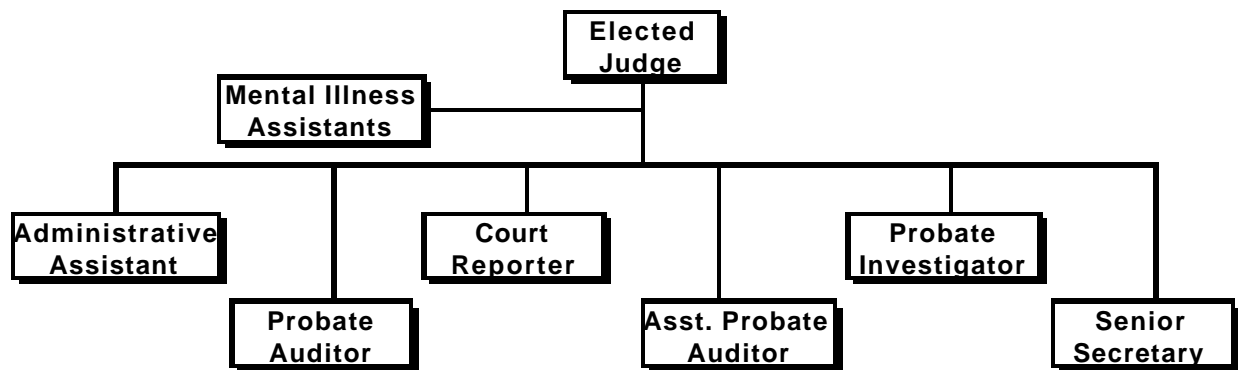 Elected
Judge
Mental Illness
Assistants
Administrative
Assistant
Court
Reporter
Probate
Investigator
Probate
Auditor
Asst. Probate
Auditor
Senior
Secretary